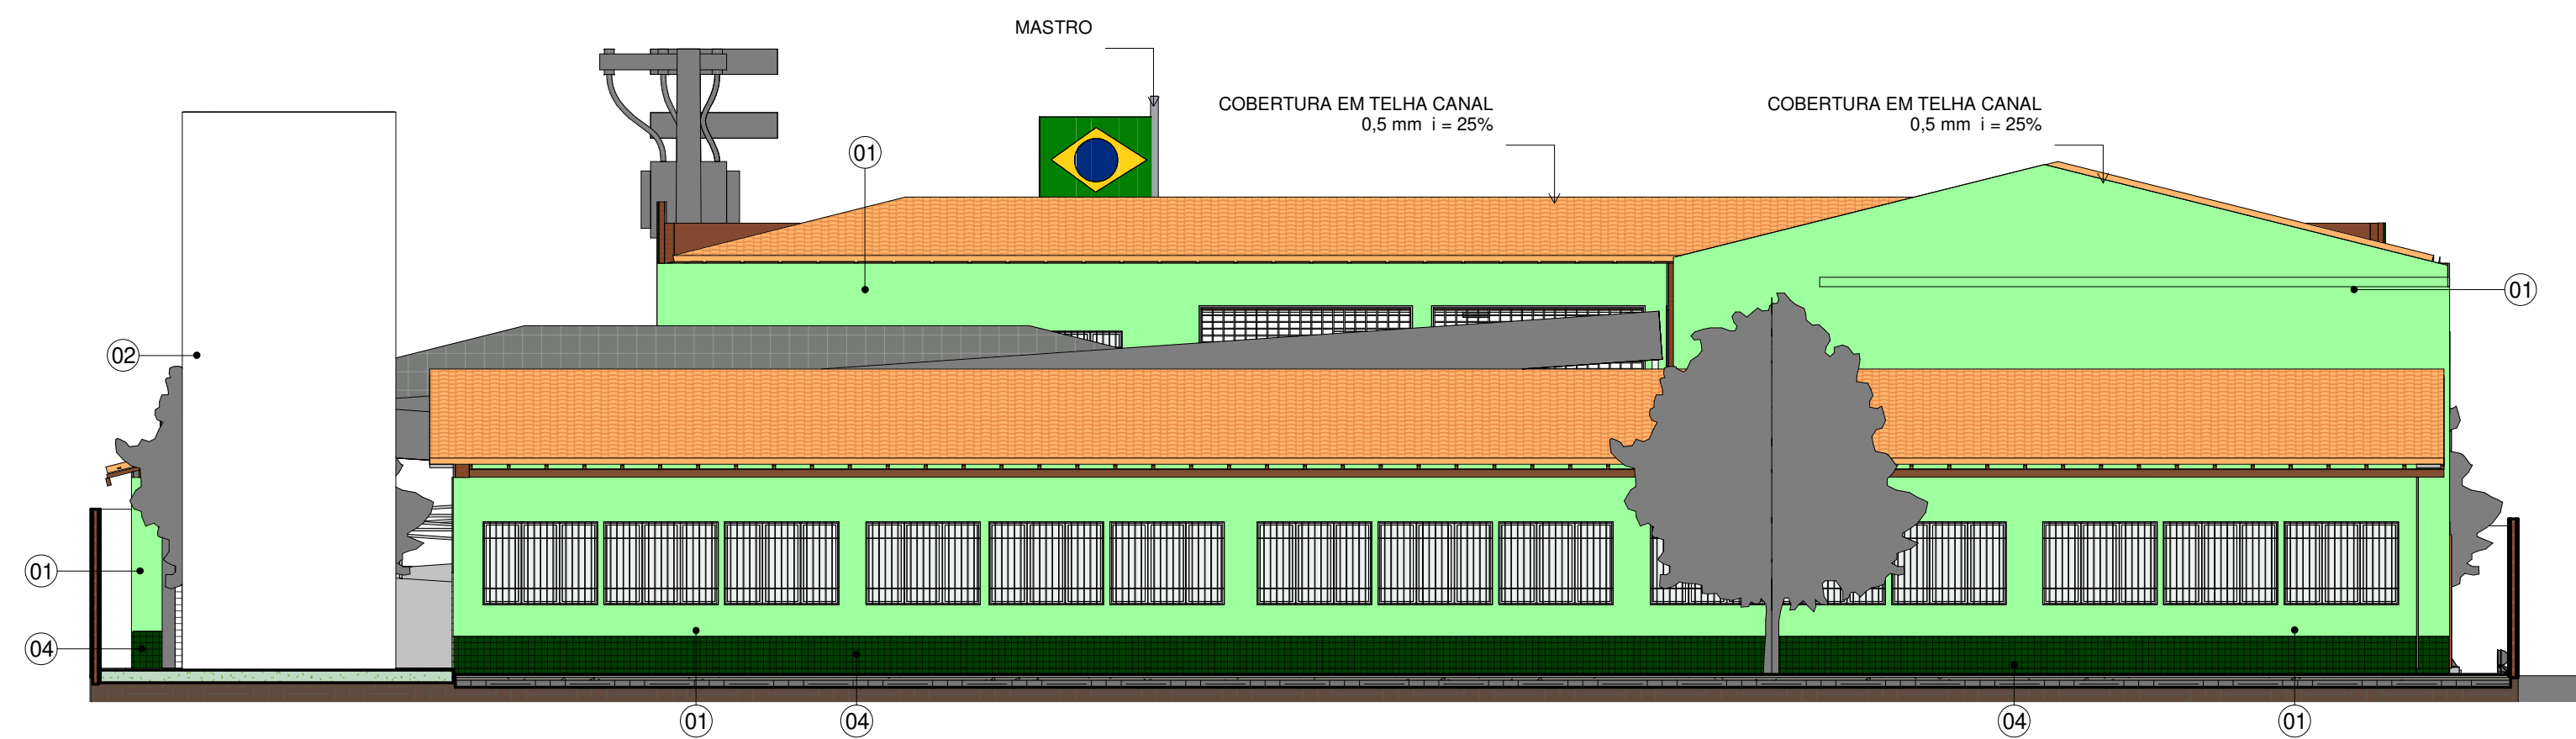 MASTRO
COBERTURA EM TELHA CANAL
0,5 mm i = 25%
COBERTURA EM TELHA CANAL
0,5 mm i = 25%
01
01
02
01
04
01
04
04
01